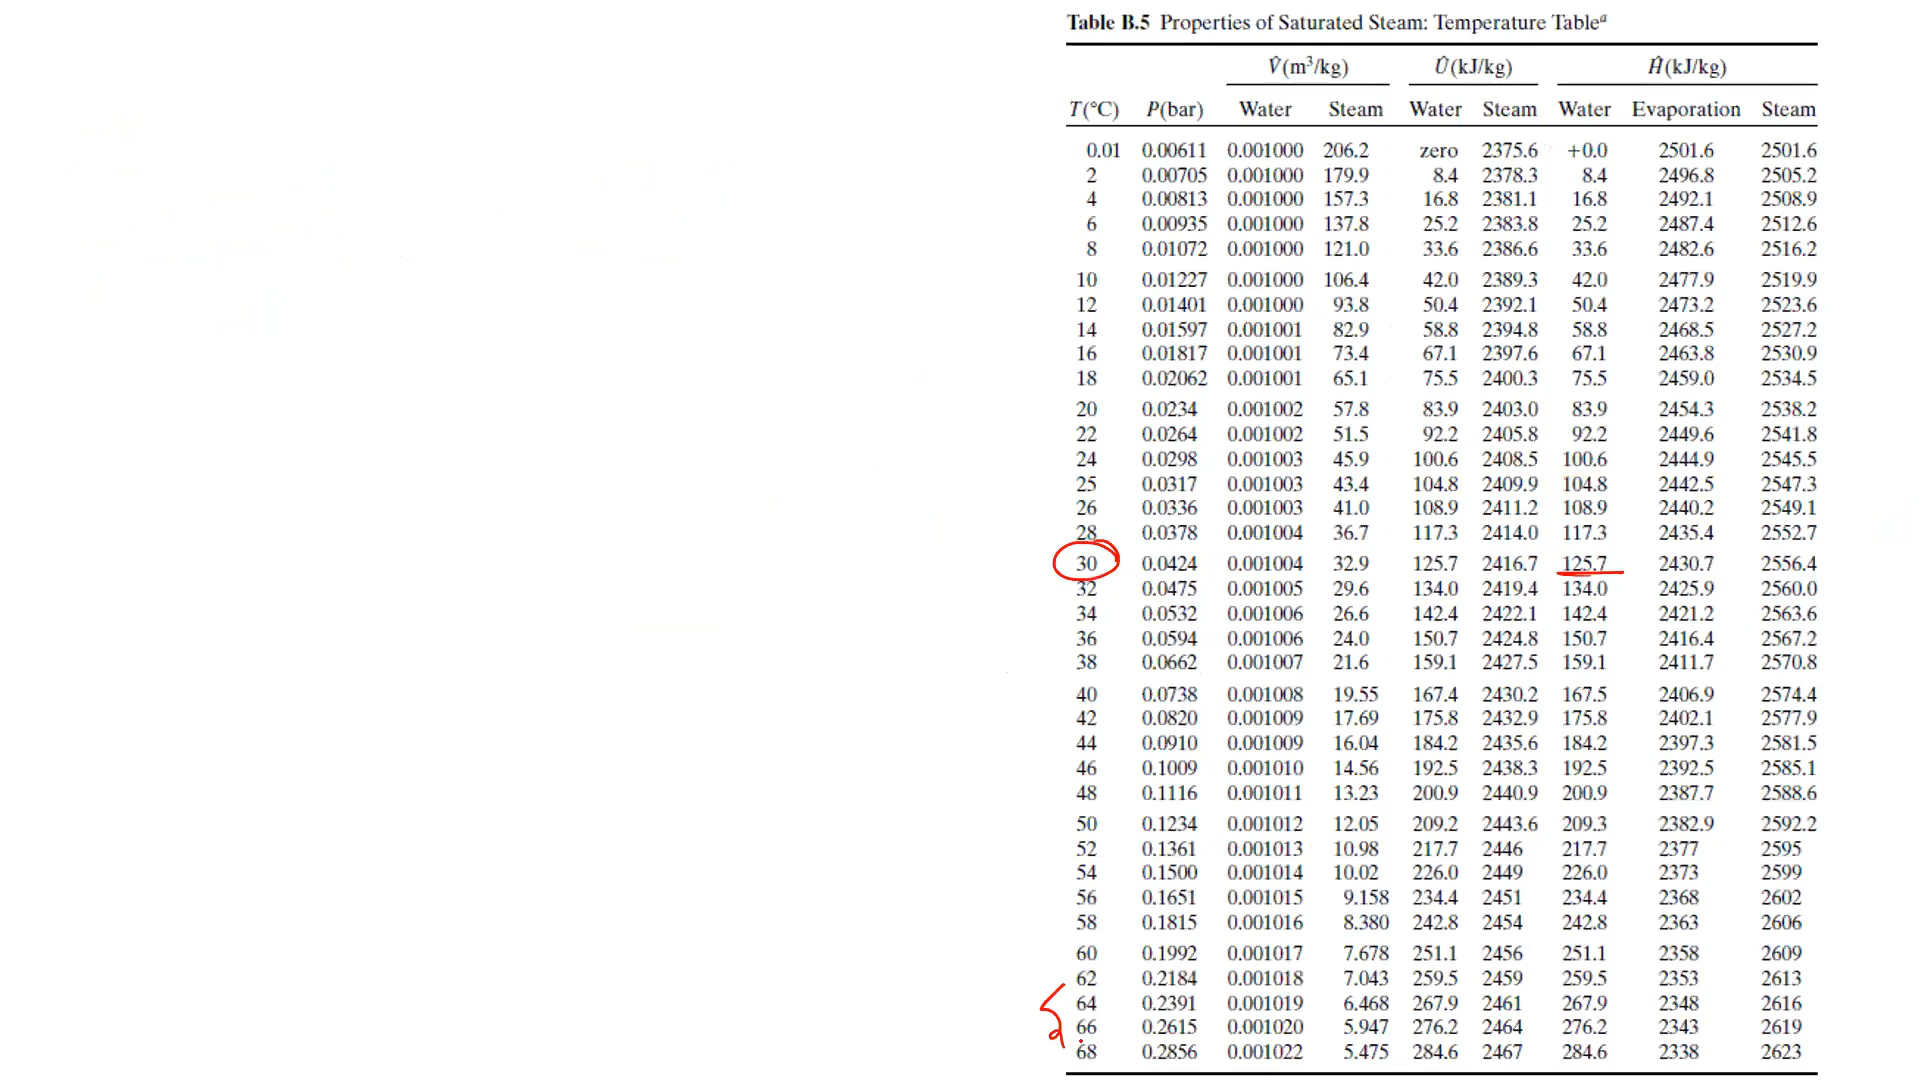 Table B.5 Properties of Saturated Steam: Temperature Tableᵃ
V̂(m³/kg) Û(kJ/kg) Ĥ(kJ/kg)
T(°C) P(bar) Water Steam Water Steam Water Evaporation Steam
0.01 0.00611 0.001000 206.2 zero 2375.6 +0.0 2501.6 2501.6
2 0.00705 0.001000 179.9 8.4 2378.3 8.4 2496.8 2505.2
4 0.00813 0.001000 157.3 16.8 2381.1 16.8 2492.1 2508.9
6 0.00935 0.001000 137.8 25.2 2383.8 25.2 2487.4 2512.6
8 0.01072 0.001000 121.0 33.6 2386.6 33.6 2482.6 2516.2
10 0.01227 0.001000 106.4 42.0 2389.3 42.0 2477.9 2519.9
12 0.01401 0.001000 93.8 50.4 2392.1 50.4 2473.2 2523.6
14 0.01597 0.001001 82.9 58.8 2394.8 58.8 2468.5 2527.2
16 0.01817 0.001001 73.4 67.1 2397.6 67.1 2463.8 2530.9
18 0.02062 0.001001 65.1 75.5 2400.3 75.5 2459.0 2534.5
20 0.0234 0.001002 57.8 83.9 2403.0 83.9 2454.3 2538.2
22 0.0264 0.001002 51.5 92.2 2405.8 92.2 2449.6 2541.8
24 0.0298 0.001003 45.9 100.6 2408.5 100.6 2444.9 2545.5
25 0.0317 0.001003 43.4 104.8 2409.9 104.8 2442.5 2547.3
26 0.0336 0.001003 41.0 108.9 2411.2 108.9 2440.2 2549.1
28 0.0378 0.001004 36.7 117.3 2414.0 117.3 2435.4 2552.7
30 0.0424 0.001004 32.9 125.7 2416.7 125.7 2430.7 2556.4
32 0.0475 0.001005 29.6 134.0 2419.4 134.0 2425.9 2560.0
34 0.0532 0.001006 26.6 142.4 2422.1 142.4 2421.2 2563.6
36 0.0594 0.001006 24.0 150.7 2424.8 150.7 2416.4 2567.2
38 0.0662 0.001007 21.6 159.1 2427.5 159.1 2411.7 2570.8
40 0.0738 0.001008 19.55 167.4 2430.2 167.5 2406.9 2574.4
42 0.0820 0.001009 17.69 175.8 2432.9 175.8 2402.1 2577.9
44 0.0910 0.001009 16.04 184.2 2435.6 184.2 2397.3 2581.5
46 0.1009 0.001010 14.56 192.5 2438.3 192.5 2392.5 2585.1
48 0.1116 0.001011 13.23 200.9 2440.9 200.9 2387.7 2588.6
50 0.1234 0.001012 12.05 209.2 2443.6 209.3 2382.9 2592.2
52 0.1361 0.001013 10.98 217.7 2446 217.7 2377 2595
54 0.1500 0.001014 10.02 226.0 2449 226.0 2373 2599
56 0.1651 0.001015 9.158 234.4 2451 234.4 2368 2602
58 0.1815 0.001016 8.380 242.8 2454 242.8 2363 2606
60 0.1992 0.001017 7.678 251.1 2456 251.1 2358 2609
62 0.2184 0.001018 7.043 259.5 2459 259.5 2353 2613
64 0.2391 0.001019 6.468 267.9 2461 267.9 2348 2616
66 0.2615 0.001020 5.947 276.2 2464 276.2 2343 2619
68 0.2856 0.001022 5.475 284.6 2467 284.6 2338 2623